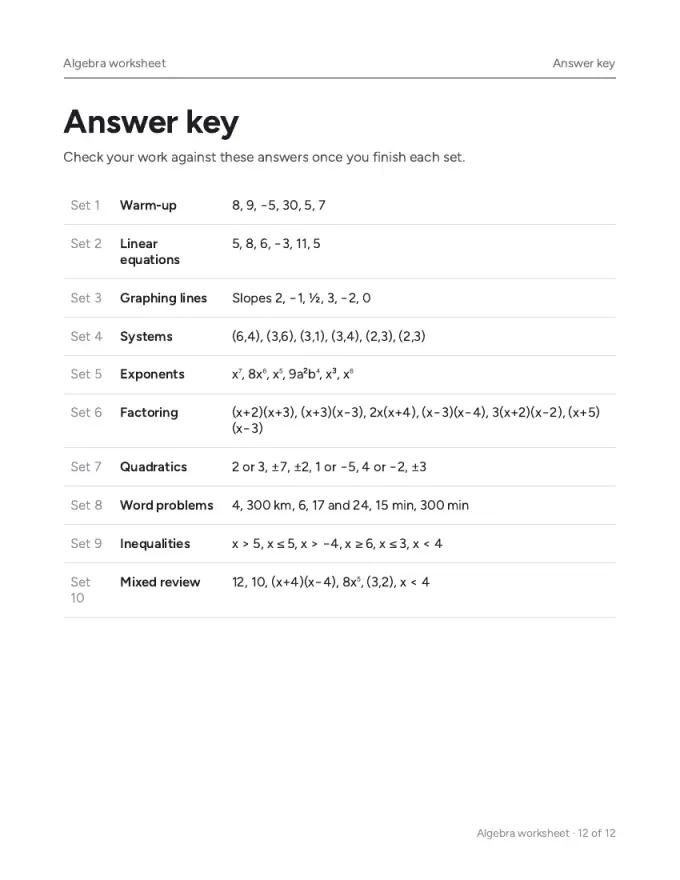 Algebra worksheet
Answer key
Answer key
Check your work against these answers once you finish each set.
Set 1 Warm-up 8, 9, −5, 30, 5, 7
Set 2 Linear equations 5, 8, 6, −3, 11, 5
Set 3 Graphing lines Slopes 2, −1, ½, 3, −2, 0
Set 4 Systems (6,4), (3,6), (3,1), (3,4), (2,3), (2,3)
Set 5 Exponents x⁷, 8x⁶, x⁵, 9a²b⁴, x³, x⁸
Set 6 Factoring (x+2)(x+3), (x+3)(x−3), 2x(x+4), (x−3)(x−4), 3(x+2)(x−2), (x+5)
(x−3)
Set 7 Quadratics 2 or 3, ±7, ±2, 1 or −5, 4 or −2, ±3
Set 8 Word problems 4, 300 km, 6, 17 and 24, 15 min, 300 min
Set 9 Inequalities x > 5, x ≤ 5, x > −4, x ≥ 6, x ≤ 3, x < 4
Set 10 Mixed review 12, 10, (x+4)(x−4), 8x⁵, (3,2), x < 4
Algebra worksheet · 12 of 12